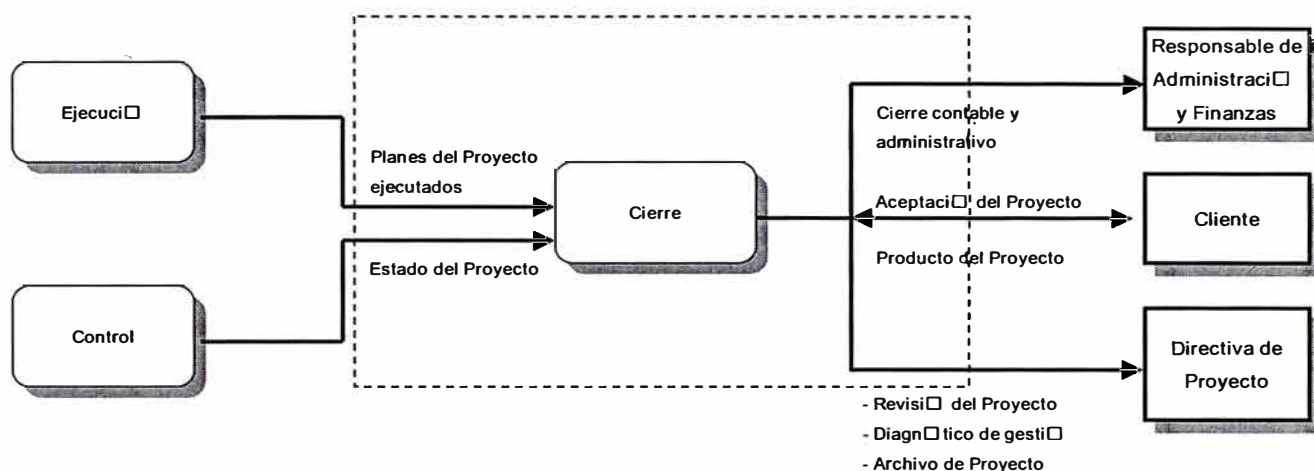 Ejecuci□
Planes del Proyecto
ejecutados
Cierre
Estado del Proyecto
Control
Cierre contable y
administrativo
Aceptaci□ del Proyecto
Producto del Proyecto
- Revisi□ del Proyecto
- Diagn□tico de gesti□
- Archivo de Proyecto
Responsable de
Administraci□
y Finanzas
Cliente
Directiva de
Proyecto